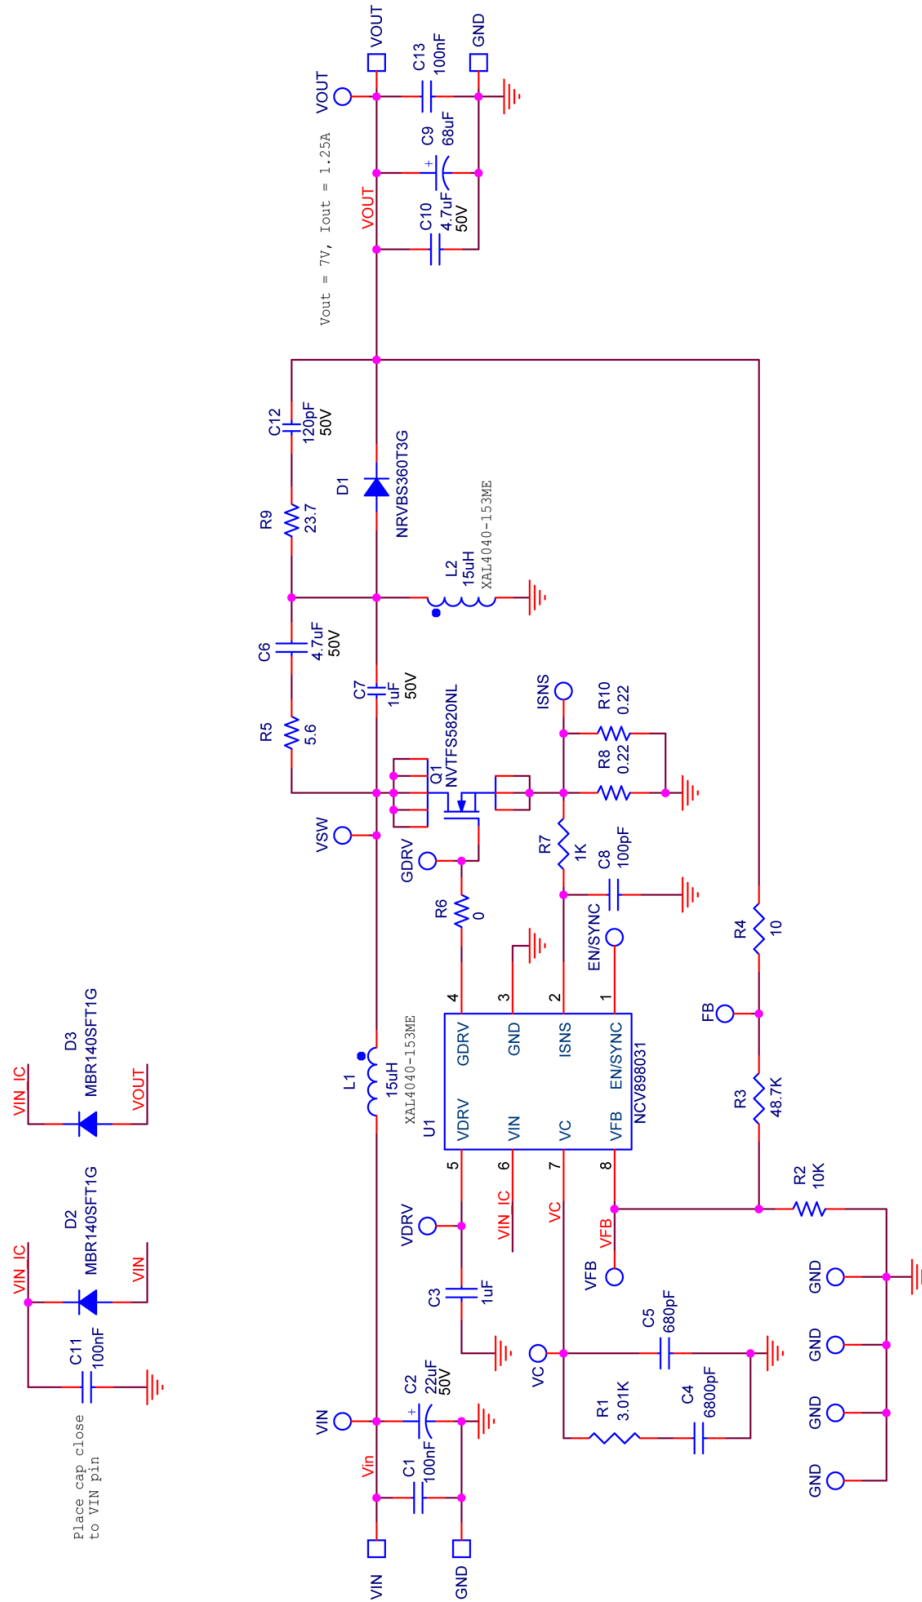 Place cap close
to VIN pin
C11
100nF
VIN_IC
D2
MBR140SFT1G
VIN
VIN_IC
D3
MBR140SFT1G
VOUT
VIN
GND
Vin
VIN
C1
100nF
+
C2
22uF
50V
L1
15uH
XAL4040-153ME
VSW
R5
5.6
C6
4.7uF
50V
C7
1uF
50V
R9
23.7
C12
120pF
50V
D1
NRVBS360T3G
L2
15uH
XAL4040-153ME
Vout = 7V, Iout = 1.25A
VOUT
C10
4.7uF
50V
+
C9
68uF
C13
100nF
VOUT
VOUT
GND
C3
1uF
VDRV
5
VIN_IC
6
VC
7
VFB
8
VFB
U1
VDRV
VIN
VC
VFB
GDRV
GND
ISNS
EN/SYNC
NCV898031
4
3
2
1
R6
0
GDRV
Q1
NVTFS5820NL
EN/SYNC
R7
1K
C8
100pF
ISNS
R8
0.22
R10
0.22
VC
R1
3.01K
C4
6800pF
C5
680pF
R2
10K
R3
48.7K
FB
R4
10
GND
GND
GND
GND